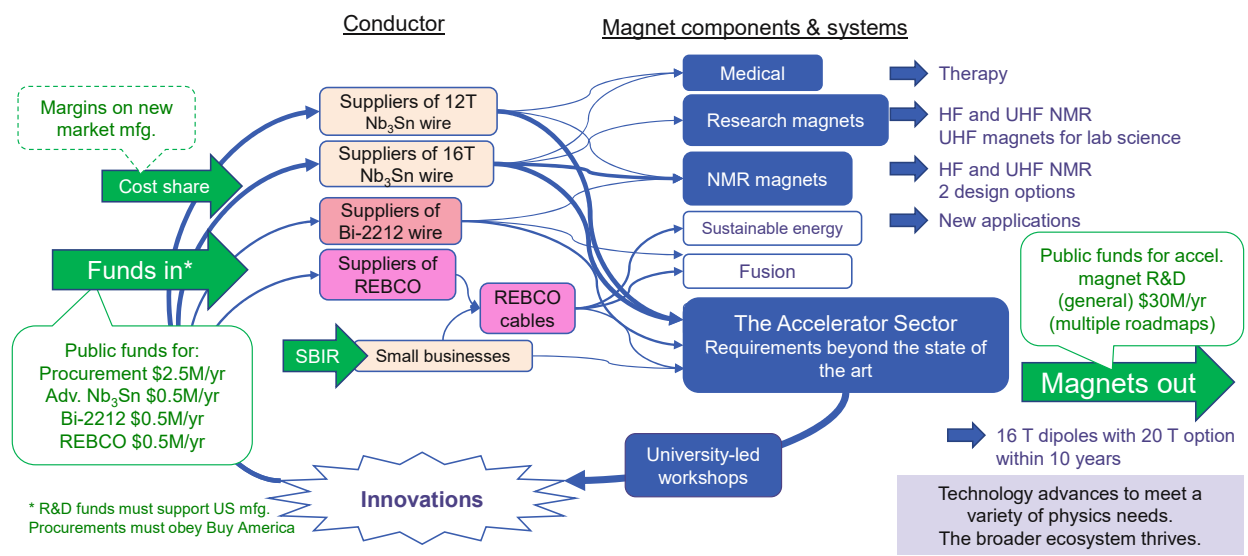 Conductor
Magnet components & systems
Margins on new
market mfg.
Cost share
Funds in*
Public funds for:
Procurement $2.5M/yr
Adv. Nb₃Sn $0.5M/yr
Bi-2212 $0.5M/yr
REBCO $0.5M/yr
* R&D funds must support US mfg.
Procurements must obey Buy America
Suppliers of 12T
Nb₃Sn wire
Suppliers of 16T
Nb₃Sn wire
Suppliers of
Bi-2212 wire
Suppliers of
REBCO
REBCO
cables
SBIR
Small businesses
Medical
Research magnets
NMR magnets
Sustainable energy
Fusion
The Accelerator Sector
Requirements beyond the state of
the art
University-led
workshops
Innovations
Therapy
HF and UHF NMR
UHF magnets for lab science
HF and UHF NMR
2 design options
New applications
Public funds for accel.
magnet R&D
(general) $30M/yr
(multiple roadmaps)
Magnets out
16 T dipoles with 20 T option
within 10 years
Technology advances to meet a
variety of physics needs.
The broader ecosystem thrives.